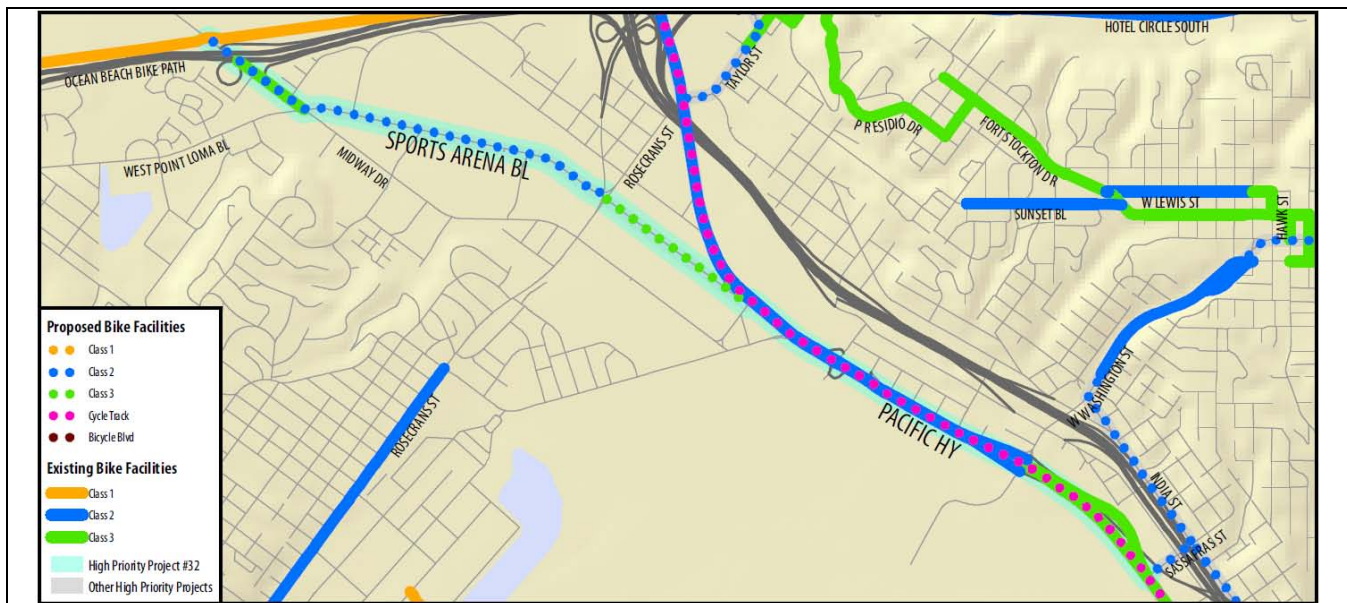 HOTEL CIRCLE SOUTH
OCEAN BEACH BIKE PATH
TAYLOR ST
PRESIDIO DR
FORT STOCKTON DR
WEST POINT LOMA BL
MIDWAY DR
SPORTS ARENA BL
ROSECRANS ST
SUNSET BL
W LEWIS ST
HAWK ST
W WASHINGTON ST
PACIFIC HY
ROSECRANS ST
INDIA ST
SASSAFRAS ST
Proposed Bike Facilities
Class 1
Class 2
Class 3
Cycle Track
Bicycle Blvd
Existing Bike Facilities
Class 1
Class 2
Class 3
High Priority Project #32
Other High Priority Projects